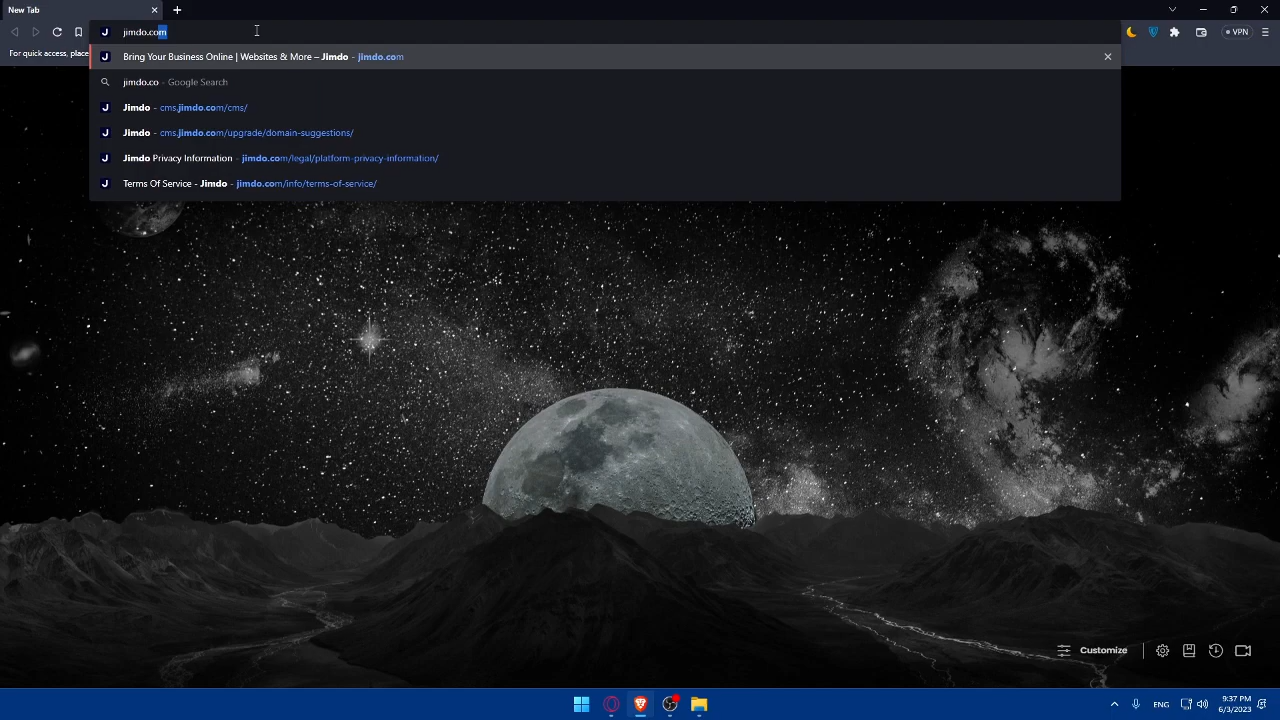 New Tab
jimdo.com
VPN
For quick access, place
Bring Your Business Online | Websites & More – Jimdo - jimdo.com
jimdo.co - Google Search
Jimdo - cms.jimdo.com/cms/
Jimdo - cms.jimdo.com/upgrade/domain-suggestions/
Jimdo Privacy Information - jimdo.com/legal/platform-privacy-information/
Terms Of Service - Jimdo - jimdo.com/info/terms-of-service/
Customize
ENG
9:37 PM
6/3/2023